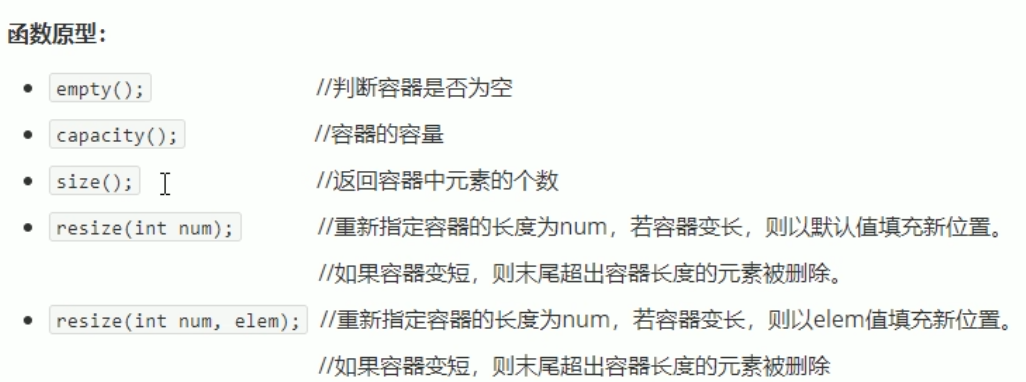 函数原型：
empty(); //判断容器是否为空
capacity(); //容器的容量
size(); //返回容器中元素的个数
resize(int num); //重新指定容器的长度为num，若容器变长，则以默认值填充新位置。
//如果容器变短，则末尾超出容器长度的元素被删除。
resize(int num, elem); //重新指定容器的长度为num，若容器变长，则以elem值填充新位置。
//如果容器变短，则末尾超出容器长度的元素被删除